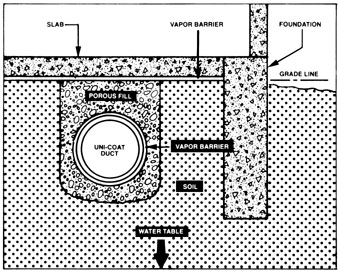 SLAB
VAPOR BARRIER
FOUNDATION
GRADE LINE
POROUS FILL
UNI-COAT
DUCT
VAPOR BARRIER
SOIL
WATER TABLE